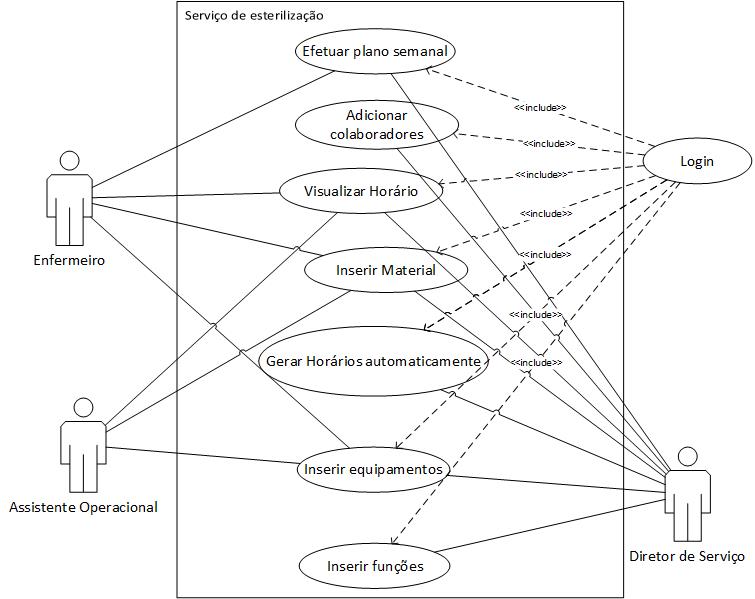 Serviço de esterilização
Efetuar plano semanal
<<include>>
Adicionar
colaboradores
<<include>>
Login
<<include>>
Visualizar Horário
<<include>>
Enfermeiro
<<include>>
Inserir Material
<<include>>
Gerar Horários automaticamente
<<include>>
Inserir equipamentos
Assistente Operacional
Diretor de Serviço
Inserir funções